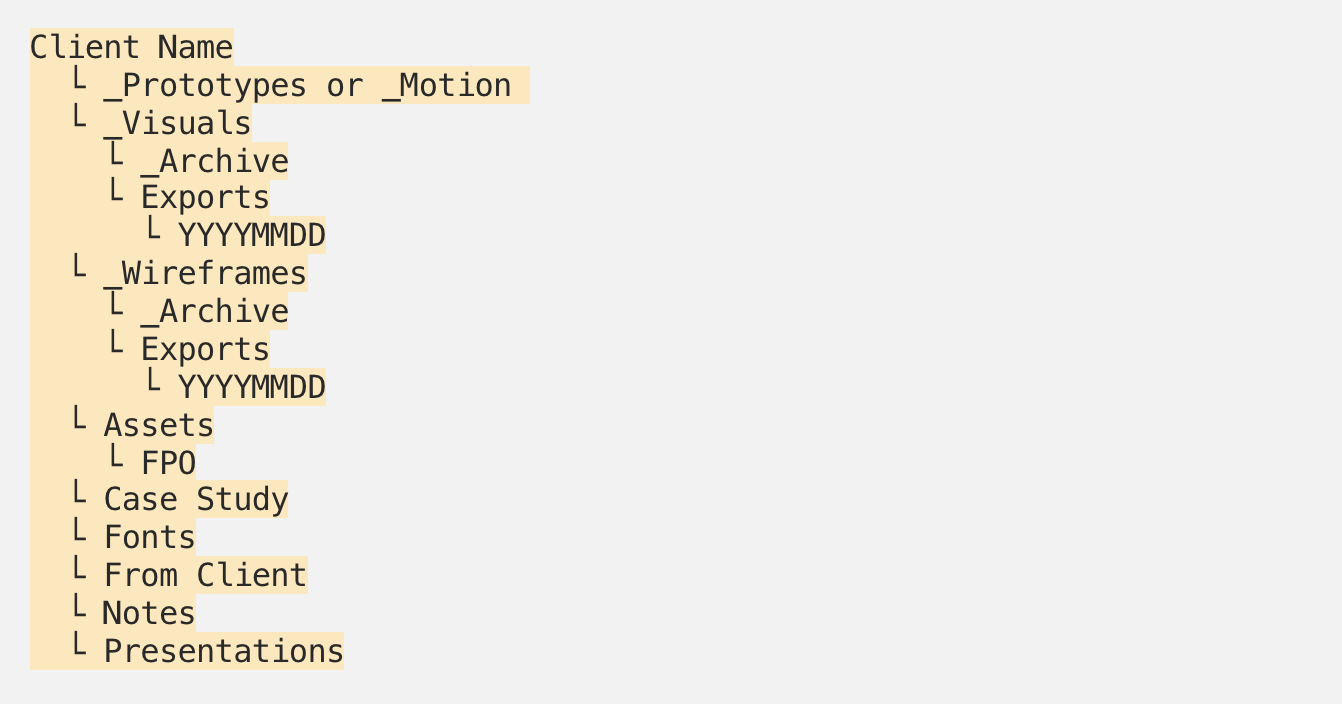 Client Name
  └ _Prototypes or _Motion
  └ _Visuals
    └ _Archive
    └ Exports
      └ YYYYMMDD
  └ _Wireframes
    └ _Archive
    └ Exports
      └ YYYYMMDD
  └ Assets
    └ FPO
  └ Case Study
  └ Fonts
  └ From Client
  └ Notes
  └ Presentations